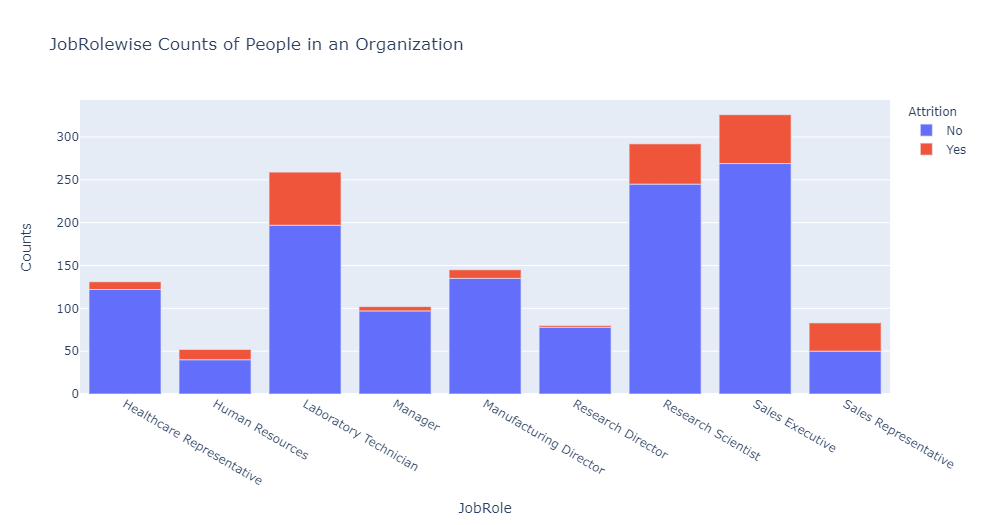 JobRolewise Counts of People in an Organization
Attrition
No
Yes
Counts
300
250
200
150
100
50
0
Healthcare Representative
Human Resources
Laboratory Technician
Manager
Manufacturing Director
Research Director
Research Scientist
Sales Executive
Sales Representative
JobRole